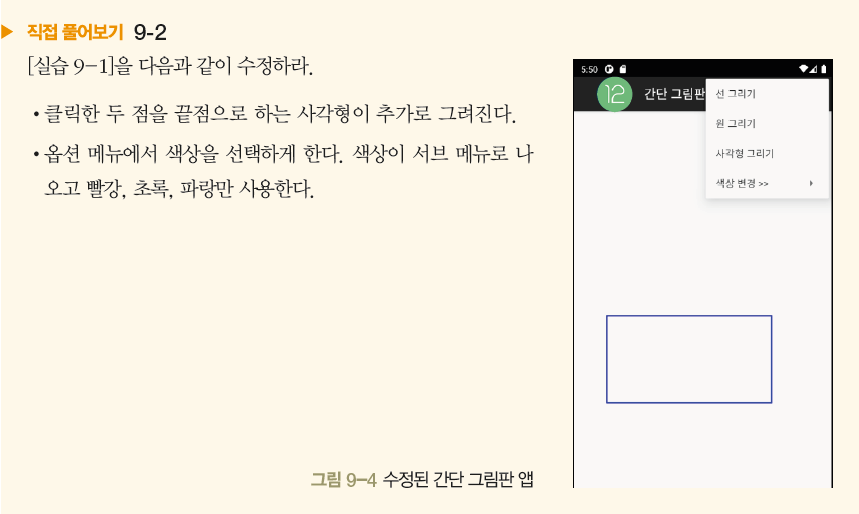 ▶ 직접 풀어보기 9-2
[실습 9-1]을 다음과 같이 수정하라.
• 클릭한 두 점을 끝점으로 하는 사각형이 추가로 그려진다.
• 옵션 메뉴에서 색상을 선택하게 한다. 색상이 서브 메뉴로 나
오고 빨강, 초록, 파랑만 사용한다.
5:50
12 간단 그림판
선 그리기
원 그리기
사각형 그리기
색상 변경 >>
그림 9-4 수정된 간단 그림판 앱